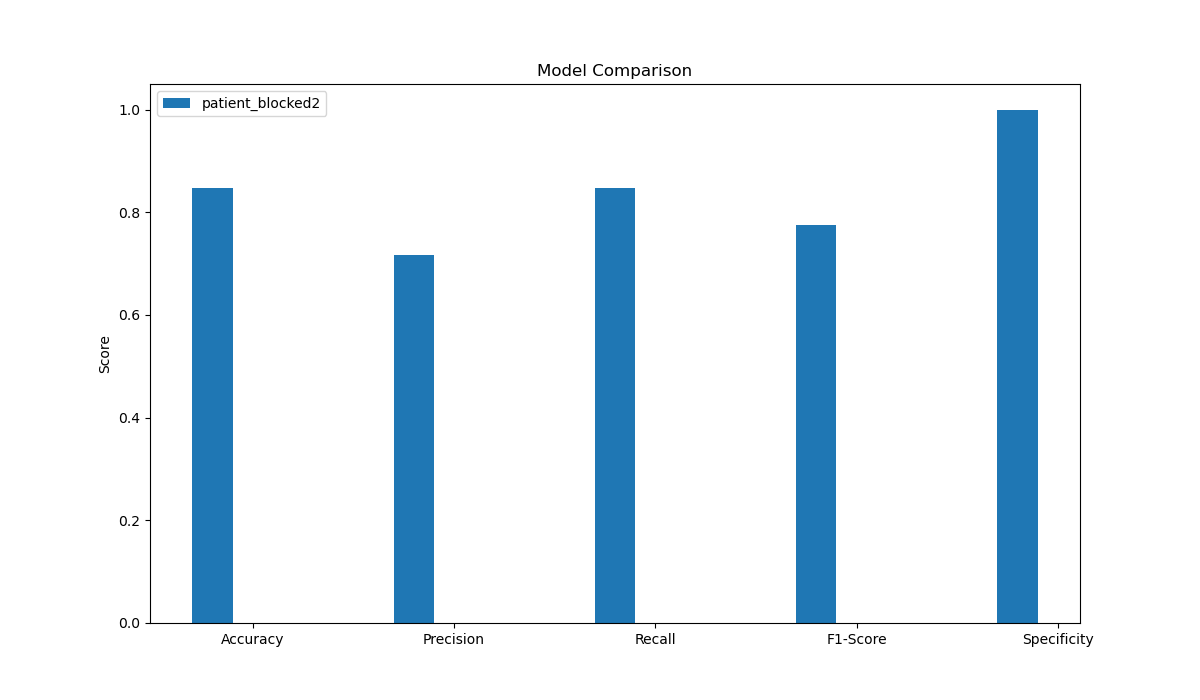 Model Comparison
patient_blocked2
1.0
0.8
0.6
0.4
0.2
0.0
Score
Accuracy Precision Recall F1-Score Specificity